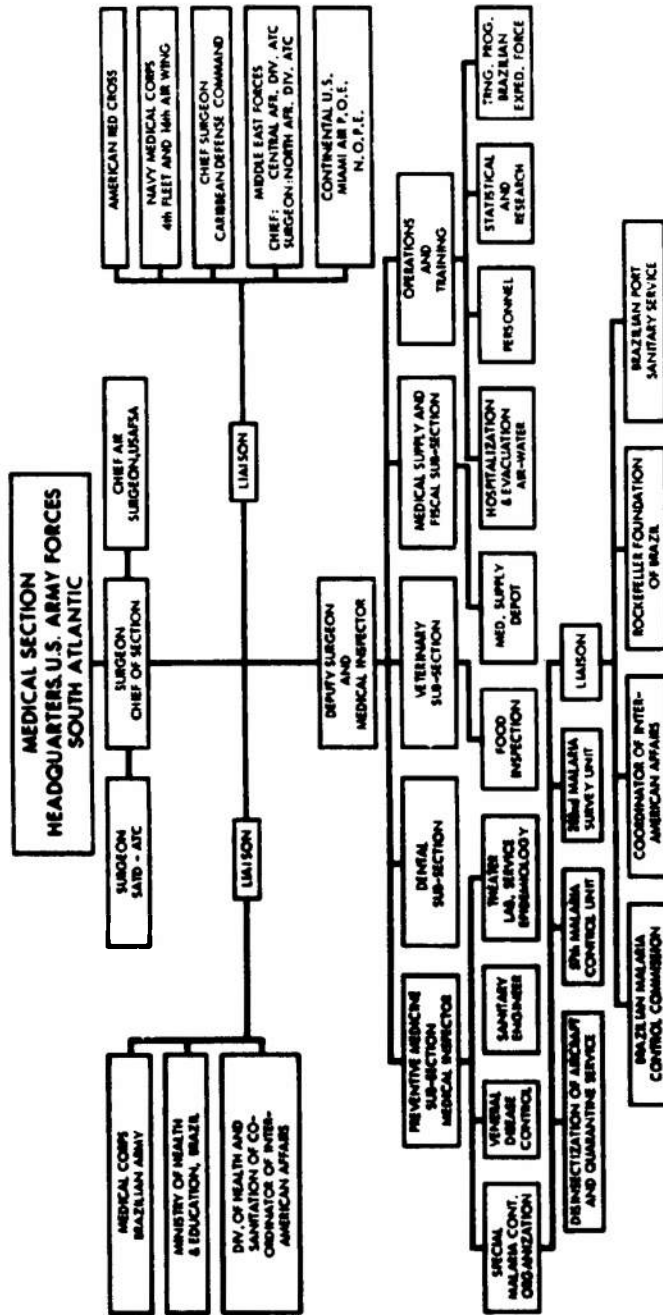 MEDICAL SECTION
HEADQUARTERS, U.S. ARMY FORCES
SOUTH ATLANTIC
SURGEON
SATD - ATC
SURGEON
CHIEF OF SECTION
CHIEF AIR
SURGEON, USAFSA
MEDICAL CORPS
BRAZILIAN ARMY
MINISTRY OF HEALTH
& EDUCATION, BRAZIL
DIV. OF HEALTH AND
SANITATION OF CO-
ORDINATOR OF INTER-
AMERICAN AFFAIRS
LIAISON
LIAISON
AMERICAN RED CROSS
NAVY MEDICAL CORPS
4th FLEET AND 16th AIR WING
CHIEF SURGEON
CARIBBEAN DEFENSE COMMAND
MIDDLE EAST FORCES
CHIEF: CENTRAL AFR. DIV. ATC
SURGEON: NORTH AFR. DIV. ATC
CONTINENTAL U.S.
MIAMI AIR P.O.E.
N.O.P.E.
DEPUTY SURGEON
AND
MEDICAL INSPECTOR
PREVENTIVE MEDICINE
SUB-SECTION
MEDICAL INSPECTOR
DENTAL
SUB-SECTION
VETERINARY
SUB-SECTION
MEDICAL SUPPLY AND
FISCAL SUB-SECTION
OPERATIONS
AND
TRAINING
SPECIAL
MALARIA CONT.
ORGANIZATION
VENEREAL
DISEASE
CONTROL
SANITARY
ENGINEER
THEATER
LAB. SERVICE
EPIDEMIOLOGY
FOOD
INSPECTION
MED. SUPPLY
DEPOT
HOSPITALIZATION
& EVACUATION
AIR-WATER
PERSONNEL
STATISTICAL
AND
RESEARCH
TRNG. PROG.
BRAZILIAN
EXPED. FORCE
DISINSECTIZATION OF AIRCRAFT
AND QUARANTINE SERVICE
MALARIA
CONTROL UNIT
MALARIA
SURVEY UNIT
LIAISON
BRAZILIAN MALARIA
CONTROL COMMISSION
COORDINATOR OF INTER-
AMERICAN AFFAIRS
ROCKEFELLER FOUNDATION
OF BRAZIL
BRAZILIAN PORT
SANITARY SERVICE